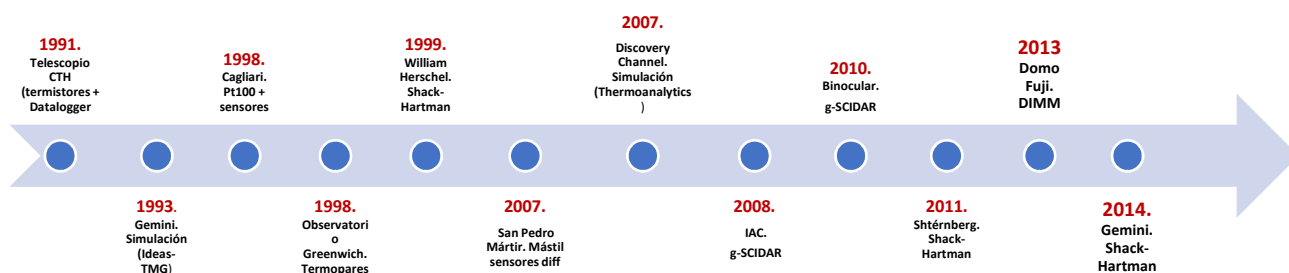 1991.
Telescopio
CTH
(termistores +
Datalogger
1993.
Gemini.
Simulación
(Ideas-
TMG)
1998.
Cagliari.
Pt100 +
sensores
1998.
Observatori
o
Greenwich.
Termopares
1999.
William
Herschel.
Shack-
Hartman
2007.
San Pedro
Mártir. Mástil
sensores diff
2007.
Discovery
Channel.
Simulación
(Thermoanalytics
)
2008.
IAC.
g-SCIDAR
2010.
Binocular.
g-SCIDAR
2011.
Shtérnberg.
Shack-
Hartman
2013
Domo
Fuji.
DIMM
2014.
Gemini.
Shack-
Hartman